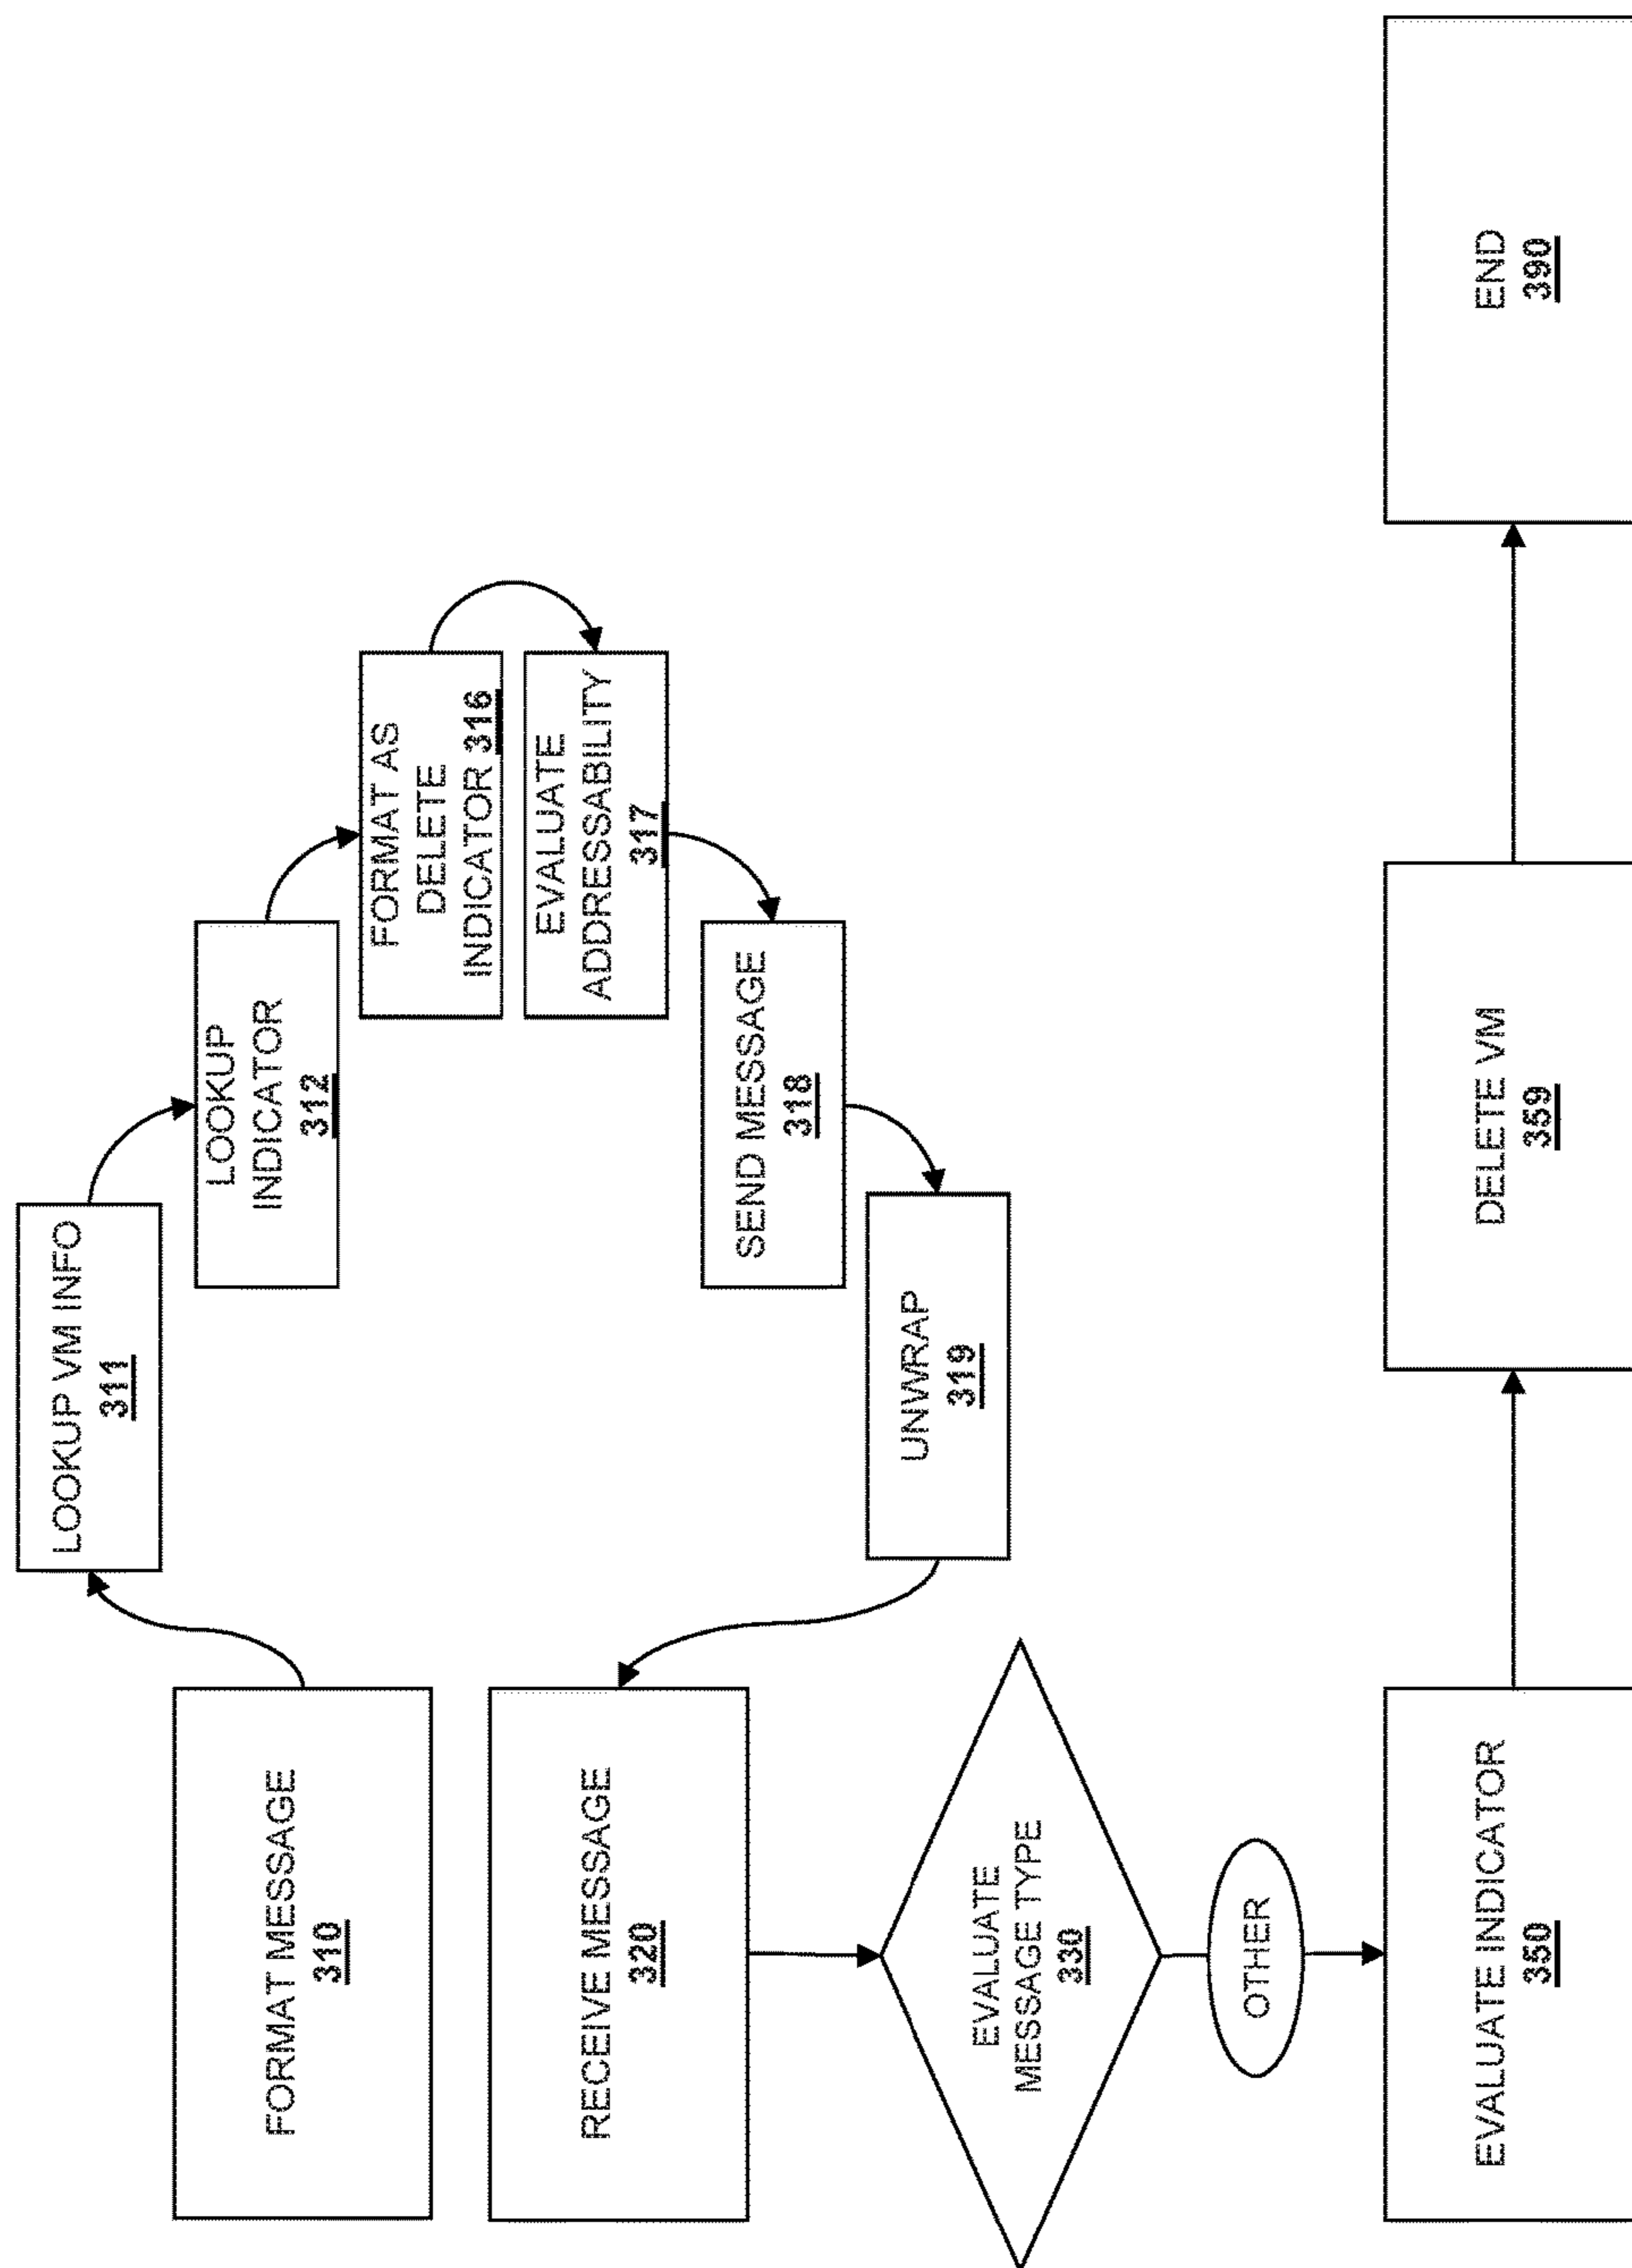 FORMAT MESSAGE
310
LOOKUP VM INFO
311
LOOKUP
INDICATOR
312
FORMAT AS
DELETE
INDICATOR 316
EVALUATE
ADDRESSABILITY
317
SEND MESSAGE
318
UNWRAP
319
RECEIVE MESSAGE
320
EVALUATE
MESSAGE TYPE
330
OTHER
EVALUATE INDICATOR
350
DELETE VM
359
END
390